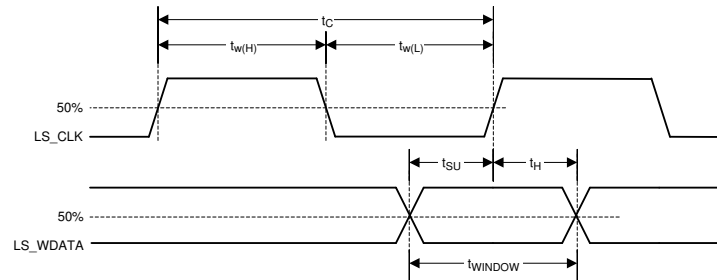 tC
tw(H)
tw(L)
50%
LS_CLK
tSU
tH
50%
LS_WDATA
tWINDOW